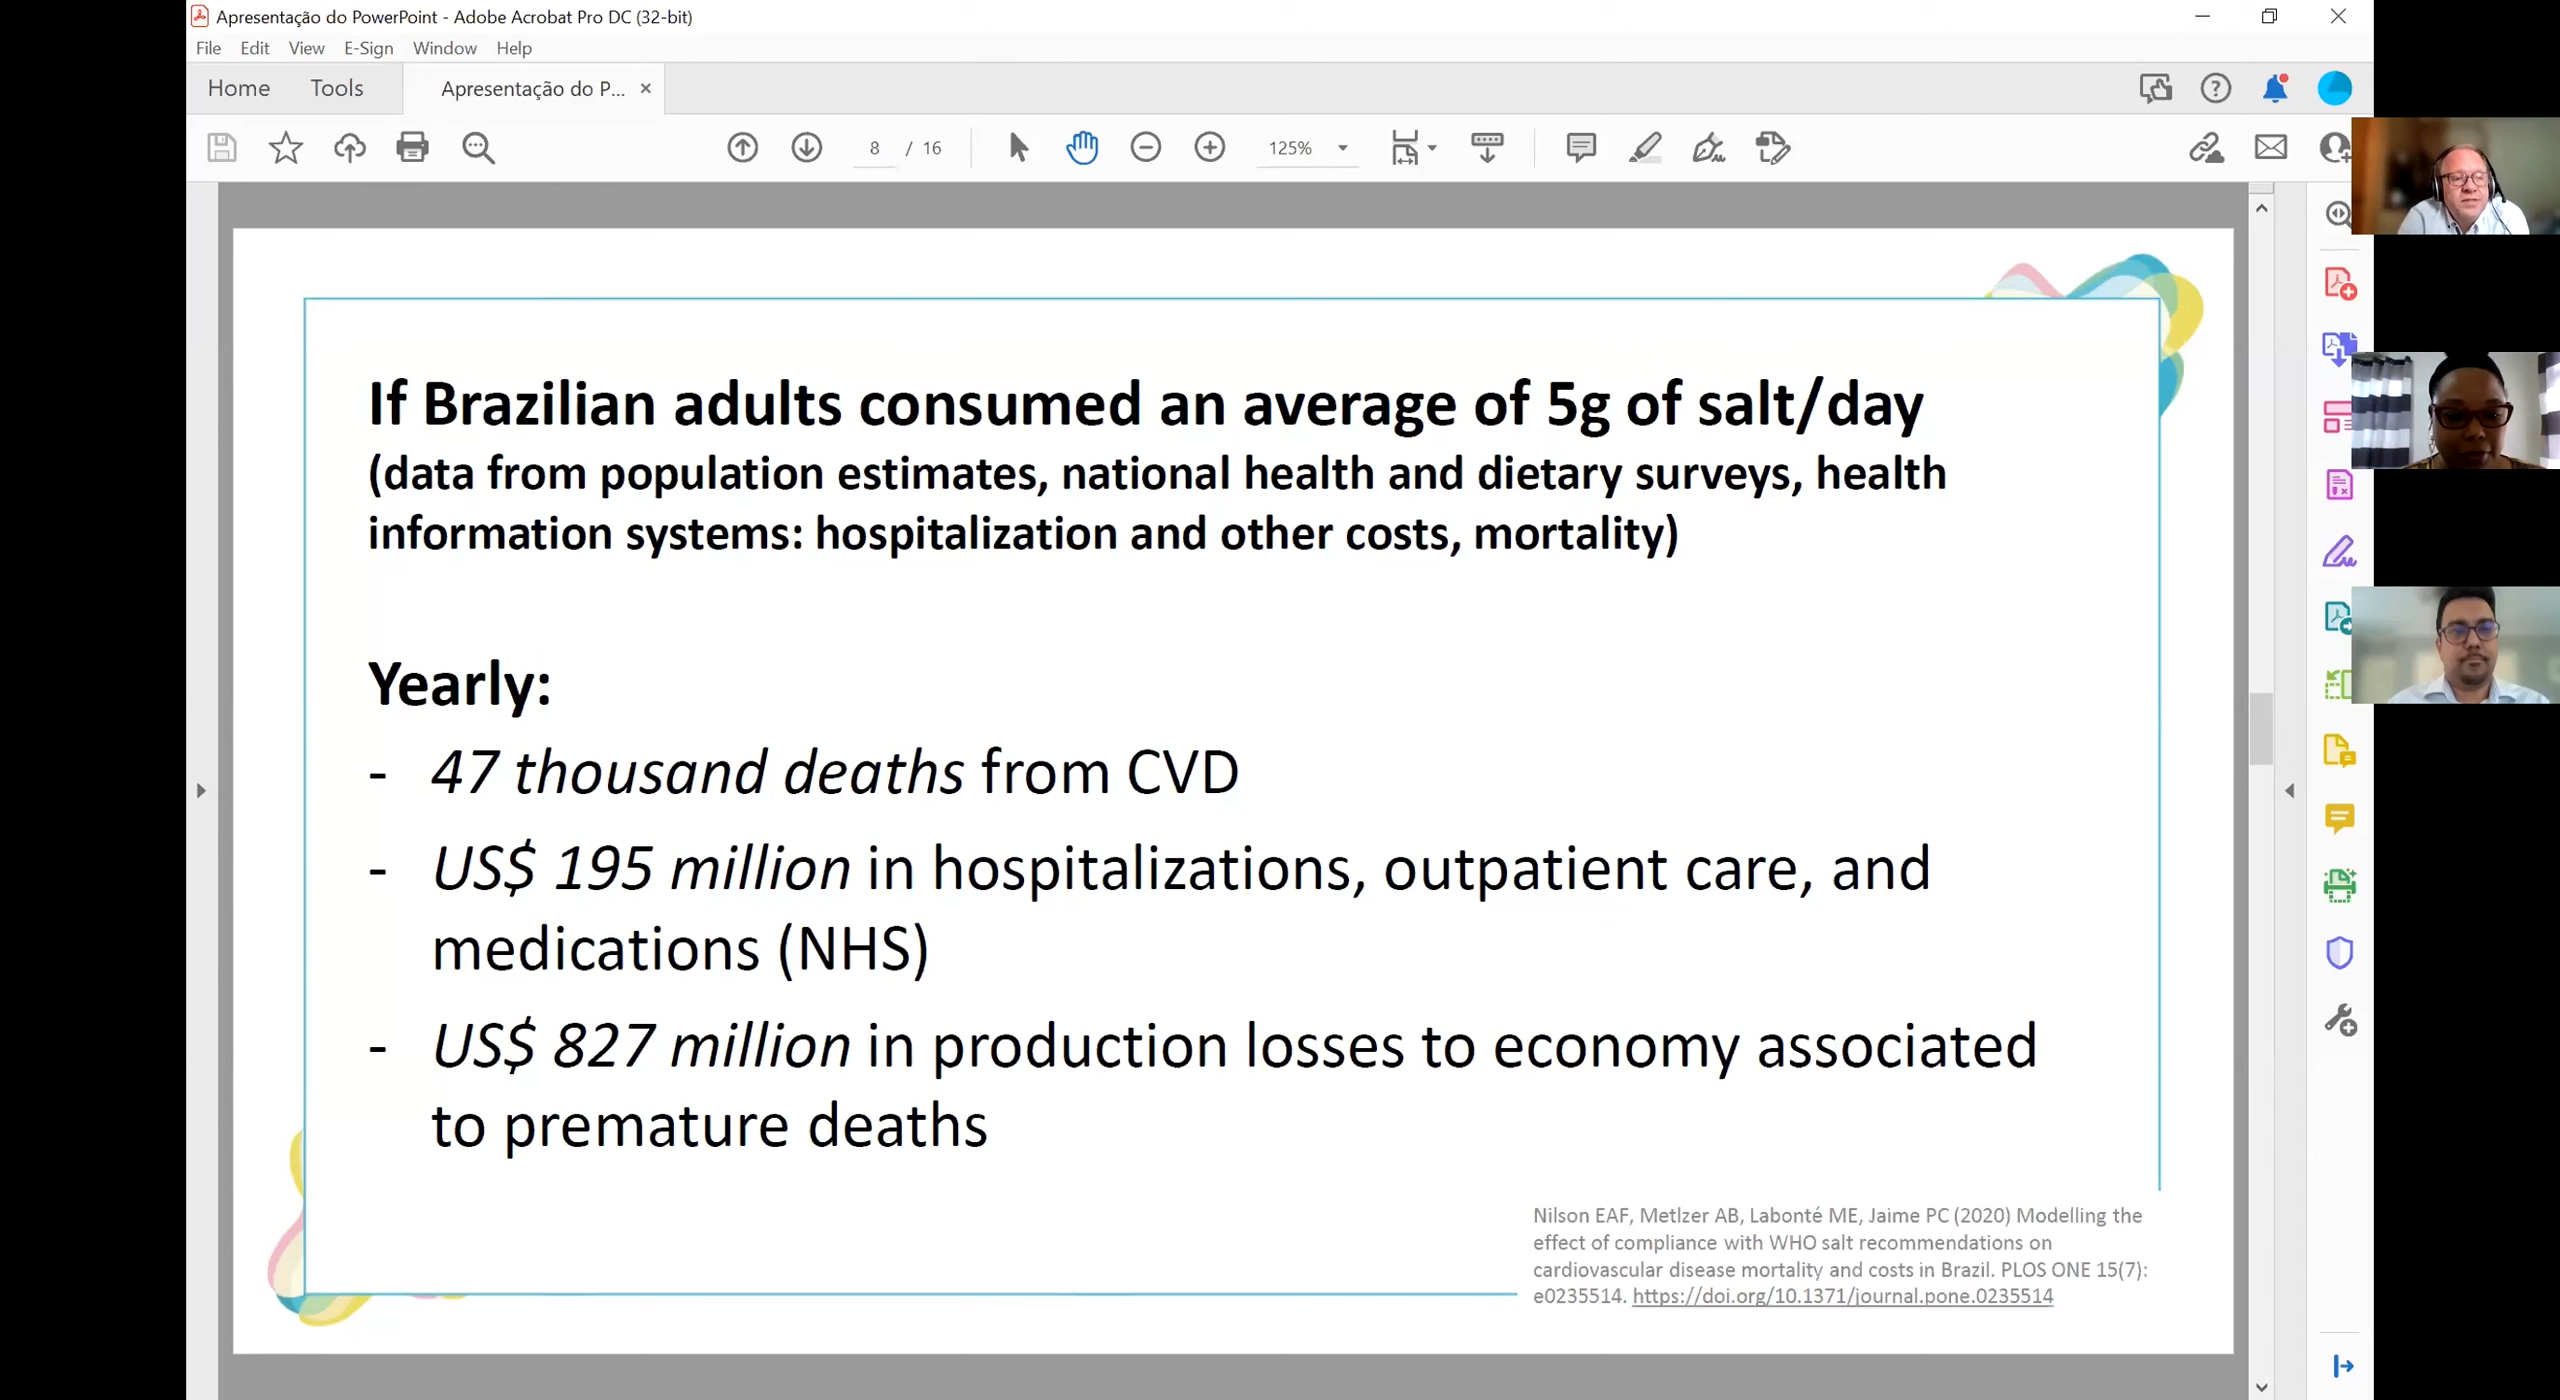 Apresentação do PowerPoint - Adobe Acrobat Pro DC (32-bit)
File Edit View E-Sign Window Help
Home Tools Apresentação do P... ×
8 / 16 125%
If Brazilian adults consumed an average of 5g of salt/day
(data from population estimates, national health and dietary surveys, health
information systems: hospitalization and other costs, mortality)
Yearly:
- 47 thousand deaths from CVD
- US$ 195 million in hospitalizations, outpatient care, and
medications (NHS)
- US$ 827 million in production losses to economy associated
to premature deaths
Nilson EAF, Metlzer AB, Labonté ME, Jaime PC (2020) Modelling the
effect of compliance with WHO salt recommendations on
cardiovascular disease mortality and costs in Brazil. PLOS ONE 15(7):
e0235514. https://doi.org/10.1371/journal.pone.0235514